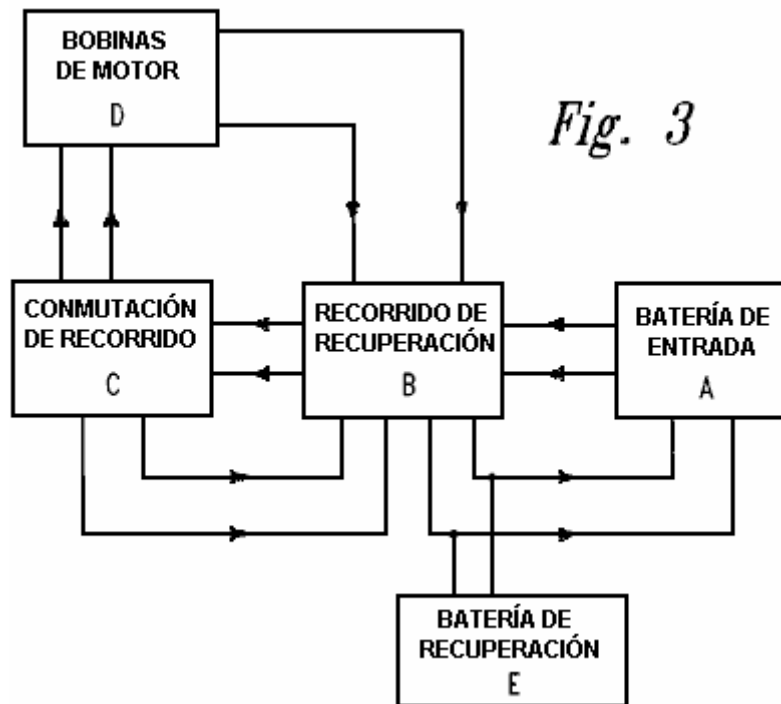 BOBINAS
DE MOTOR
D
Fig. 3
CONMUTACIÓN
DE RECORRIDO
C
RECORRIDO DE
RECUPERACIÓN
B
BATERÍA DE
ENTRADA
A
BATERÍA DE
RECUPERACIÓN
E